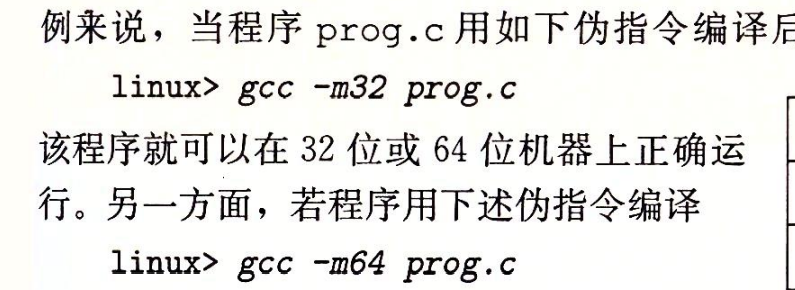 例来说，当程序 prog.c 用如下伪指令编译后
linux> gcc -m32 prog.c
该程序就可以在 32 位或 64 位机器上正确运
行。另一方面，若程序用下述伪指令编译
linux> gcc -m64 prog.c